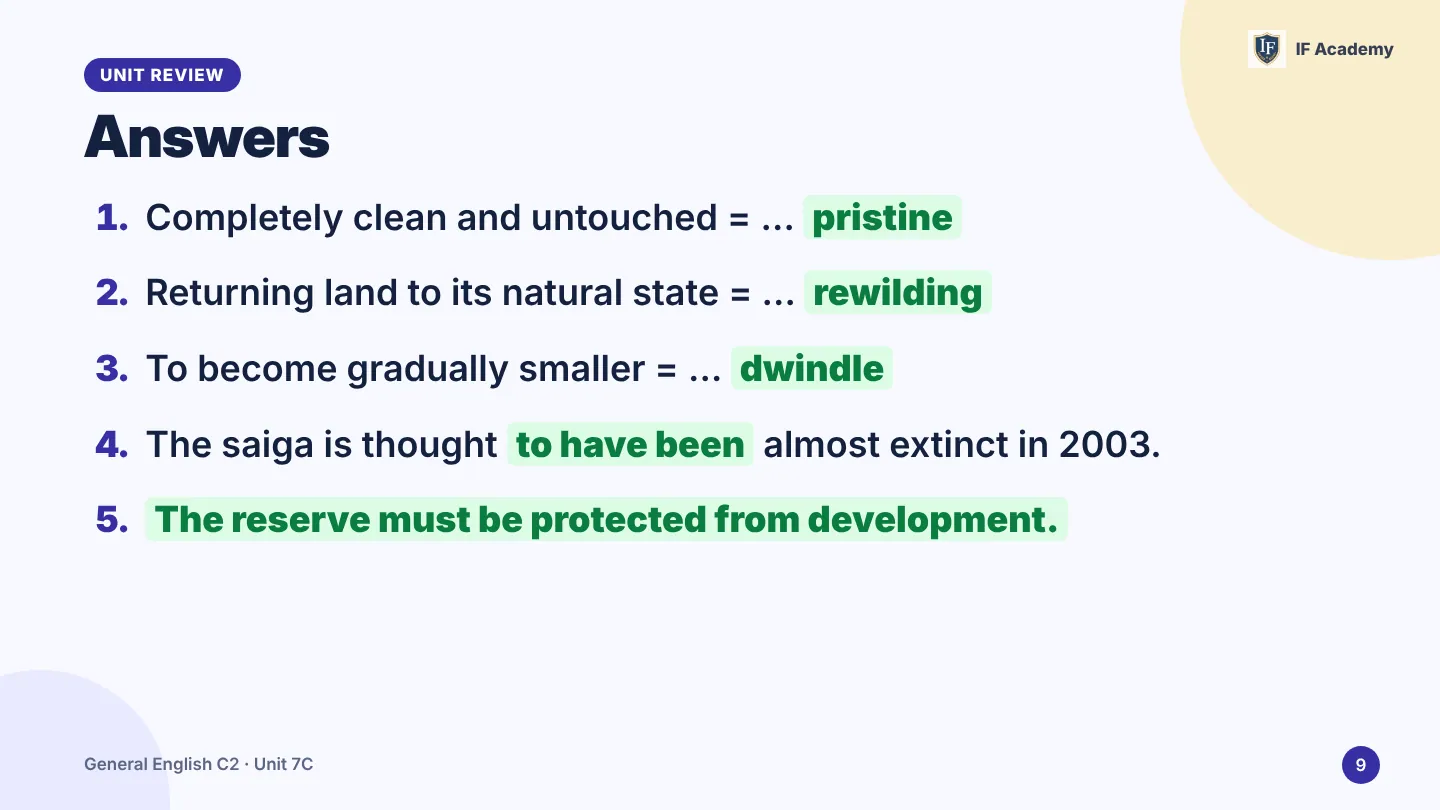 IF Academy
UNIT REVIEW
Answers
1. Completely clean and untouched = … pristine
2. Returning land to its natural state = … rewilding
3. To become gradually smaller = … dwindle
4. The saiga is thought to have been almost extinct in 2003.
5. The reserve must be protected from development.
General English C2 · Unit 7C
9